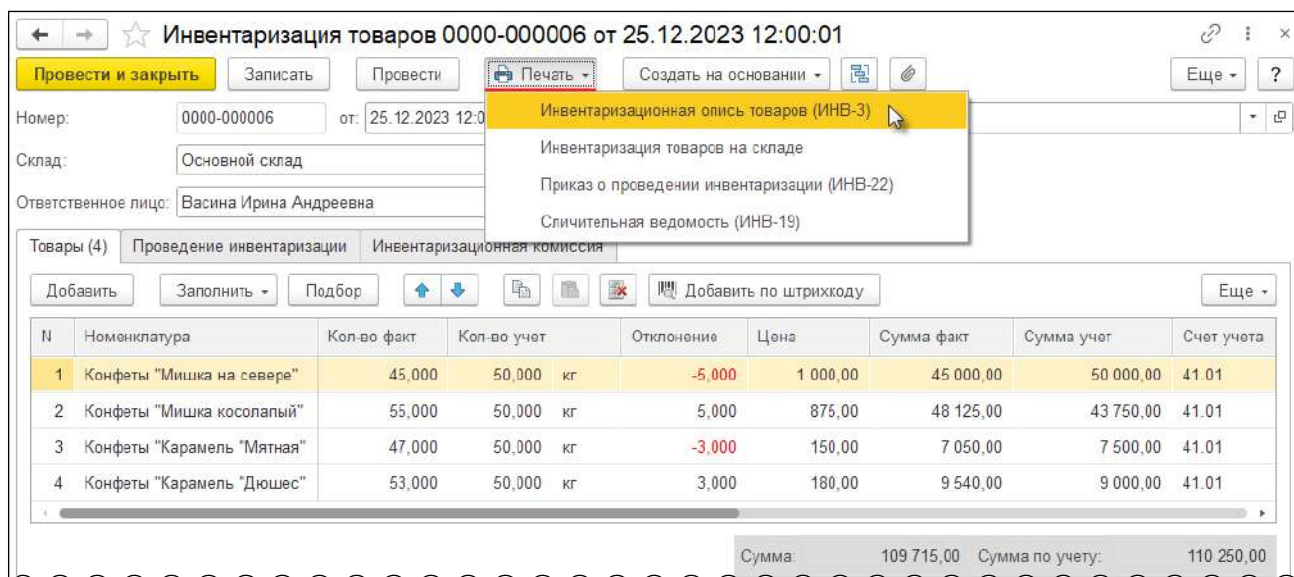 Инвентаризация товаров 0000-000006 от 25.12.2023 12:00:01
Провести и закрыть Записать Провести Печать Создать на основании Еще ?
Инвентаризационная опись товаров (ИНВ-3)
Номер: 0000-000006 от: 25.12.2023 12:0
Инвентаризация товаров на складе
Склад: Основной склад
Приказ о проведении инвентаризации (ИНВ-22)
Ответственное лицо: Васина Ирина Андреевна
Сличительная ведомость (ИНВ-19)
Товары (4) Проведение инвентаризации Инвентаризационная комиссия
Добавить Заполнить Подбор Добавить по штрихкоду Еще
N Номенклатура Кол-во факт Кол-во учет Отклонение Цена Сумма факт Сумма учет Счет учета
1 Конфеты "Мишка на севере" 45,000 50,000 кг -5,000 1 000,00 45 000,00 50 000,00 41.01
2 Конфеты "Мишка косолапый" 55,000 50,000 кг 5,000 875,00 48 125,00 43 750,00 41.01
3 Конфеты "Карамель "Мятная" 47,000 50,000 кг -3,000 150,00 7 050,00 7 500,00 41.01
4 Конфеты "Карамель "Дюшес" 53,000 50,000 кг 3,000 180,00 9 540,00 9 000,00 41.01
Сумма: 109 715,00 Сумма по учету: 110 250,00